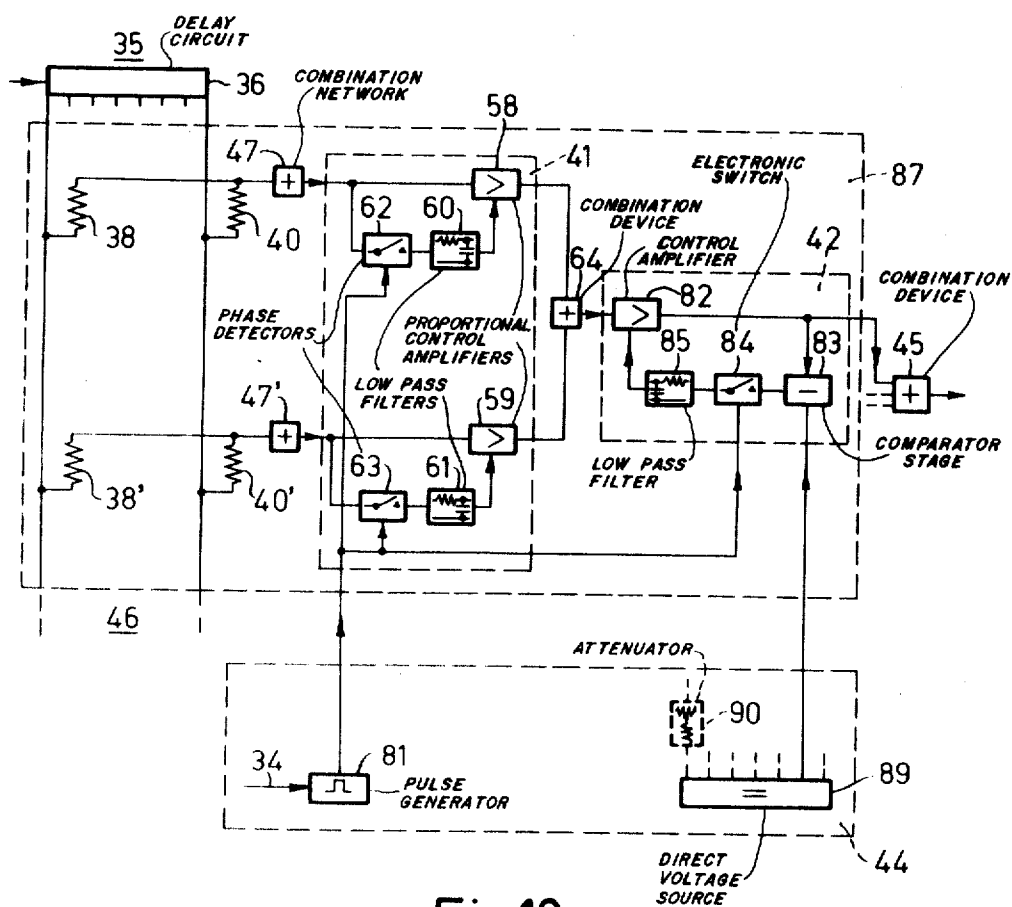 DELAY
CIRCUIT
35
36
COMBINATION
NETWORK
47
58
41
ELECTRONIC
SWITCH
87
62
60
38
40
COMBINATION
DEVICE
CONTROL
AMPLIFIER
42
64
82
COMBINATION
DEVICE
PHASE
DETECTORS
PROPORTIONAL
CONTROL
AMPLIFIERS
LOW PASS
FILTERS
85
84
83
45
47'
59
63
61
38'
40'
LOW PASS
FILTER
COMPARATOR
STAGE
46
ATTENUATOR
90
34
81
PULSE
GENERATOR
89
44
DIRECT
VOLTAGE
SOURCE